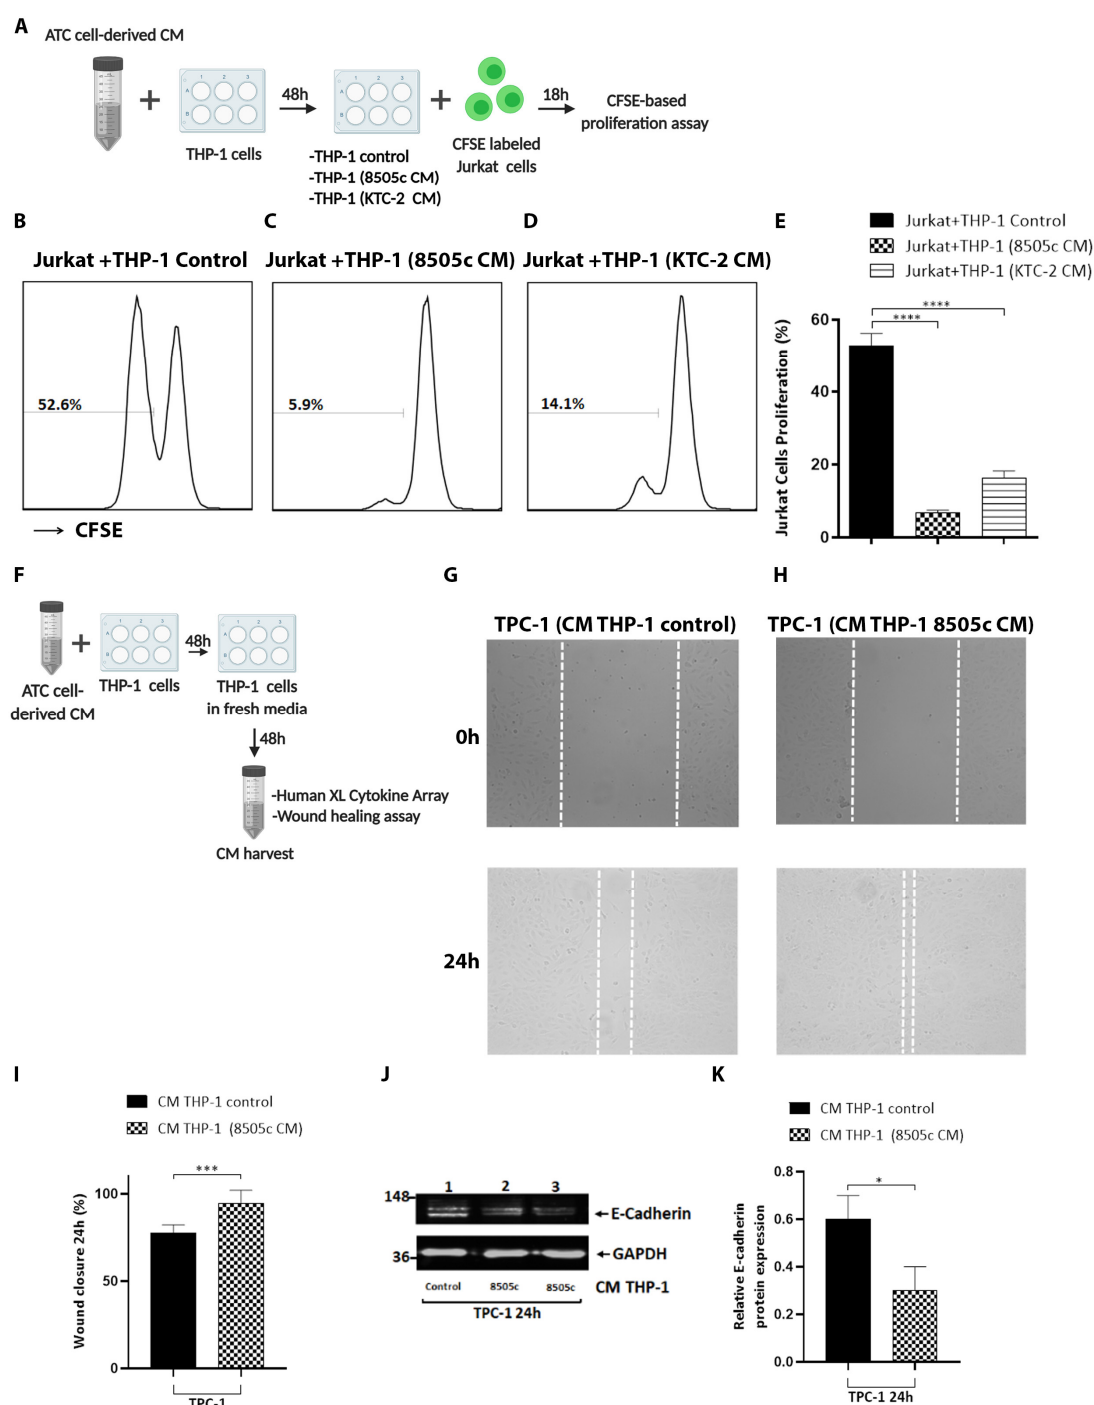 A
ATC cell-derived CM
THP-1 cells
48h
-THP-1 control
-THP-1 (8505c CM)
-THP-1 (KTC-2 CM)
CFSE labeled
Jurkat cells
18h
CFSE-based
proliferation assay
B
Jurkat +THP-1 Control
52.6%
CFSE
C
Jurkat +THP-1 (8505c CM)
5.9%
D
Jurkat +THP-1 (KTC-2 CM)
14.1%
E
Jurkat+THP-1 Control
Jurkat+THP-1 (8505c CM)
Jurkat+THP-1 (KTC-2 CM)
Jurkat Cells Proliferation (%)
60
40
20
0
****
****
F
ATC cell-
derived CM
THP-1 cells
48h
THP-1 cells
in fresh media
48h
-Human XL Cytokine Array
-Wound healing assay
CM harvest
G
TPC-1 (CM THP-1 control)
H
TPC-1 (CM THP-1 8505c CM)
0h
24h
I
CM THP-1 control
CM THP-1 (8505c CM)
Wound closure 24h (%)
100
50
0
***
TPC-1
J
148
1 2 3
E-Cadherin
36
GAPDH
Control 8505c 8505c CM THP-1
TPC-1 24h
K
CM THP-1 control
CM THP-1 (8505c CM)
Relative E-cadherin
protein expression
0.8
0.6
0.4
0.2
0.0
*
TPC-1 24h